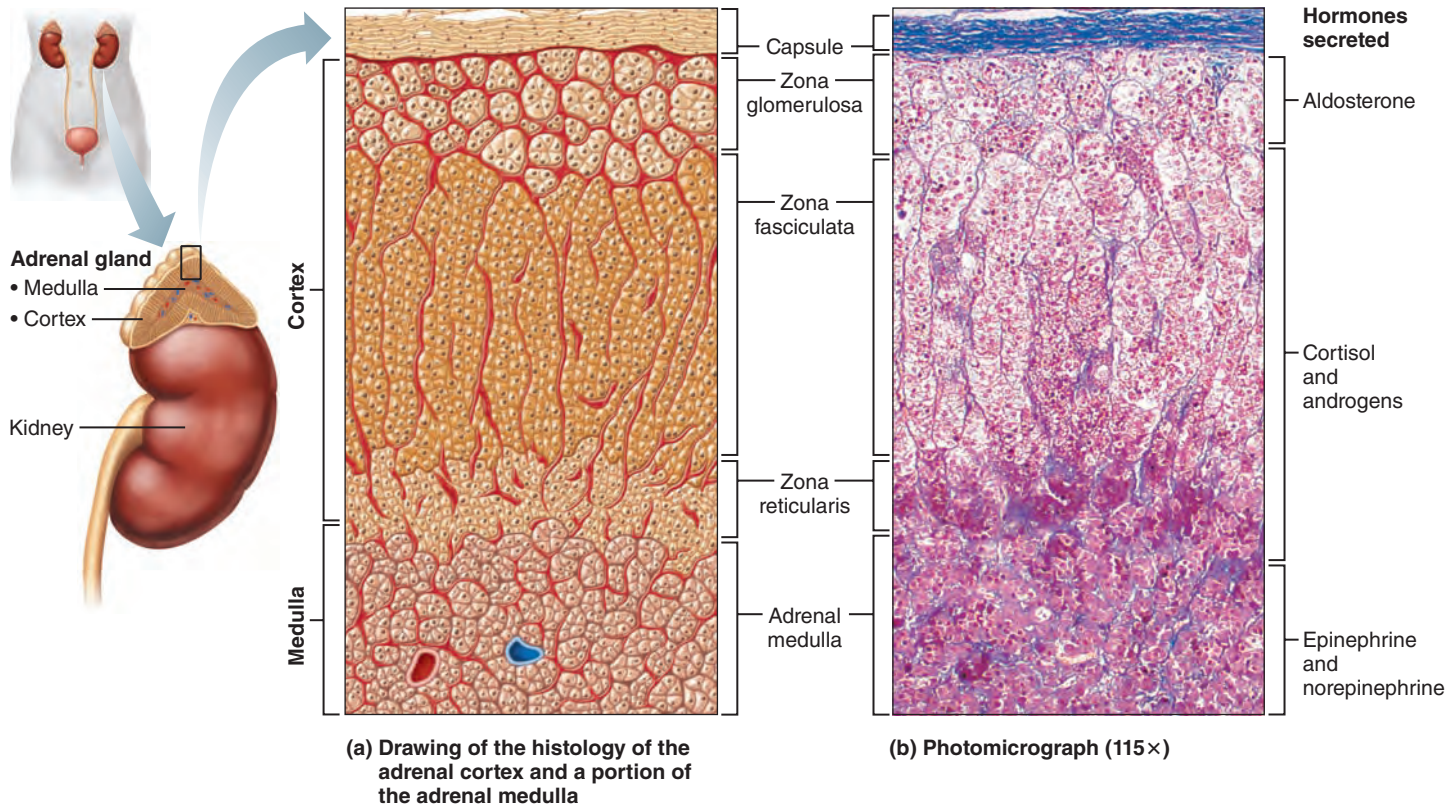 Adrenal gland
• Medulla
• Cortex
Kidney
Cortex
Medulla
Capsule
Zona
glomerulosa
Zona
fasciculata
Zona
reticularis
Adrenal
medulla
Hormones
secreted
Aldosterone
Cortisol
and
androgens
Epinephrine
and
norepinephrine
(a) Drawing of the histology of the
adrenal cortex and a portion of
the adrenal medulla
(b) Photomicrograph (115×)